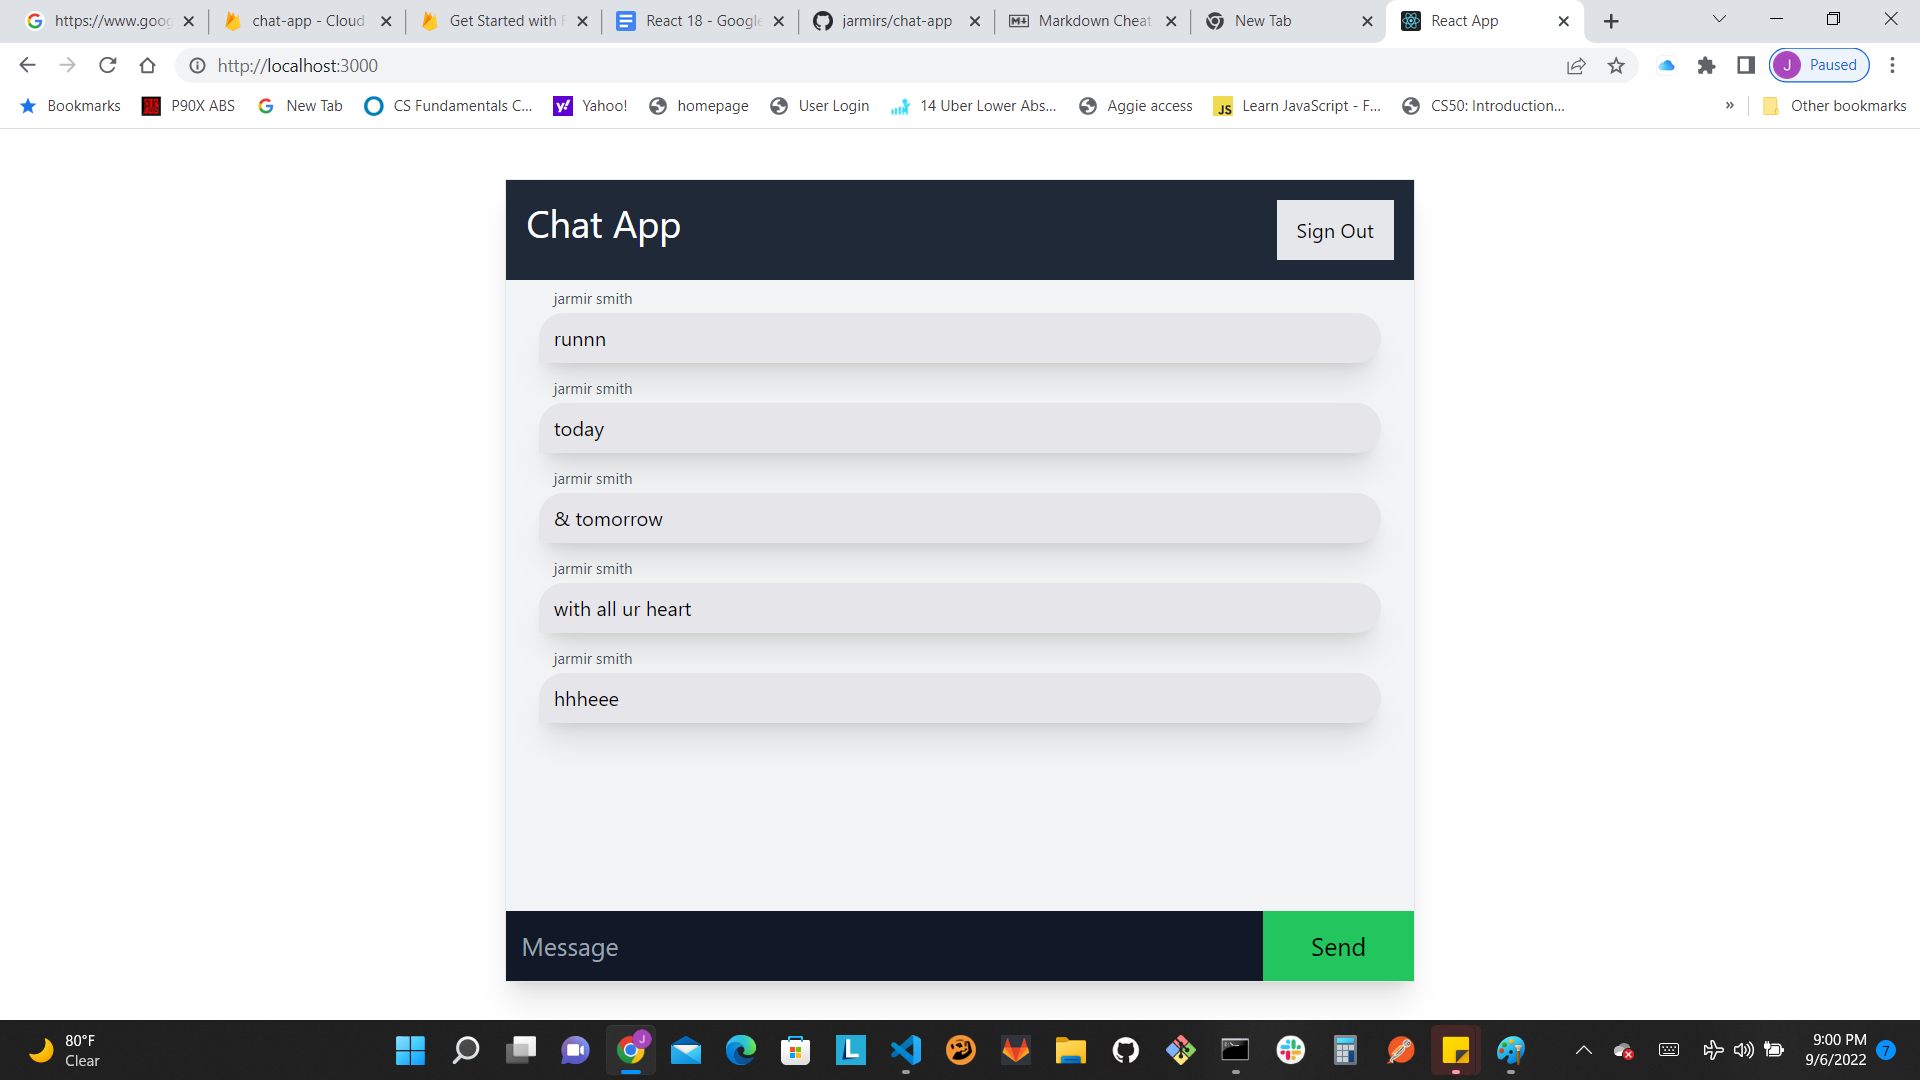 https://www.goog
chat-app - Cloud
Get Started with F
React 18 - Google
jarmirs/chat-app
Markdown Cheat
New Tab
React App
http://localhost:3000
J Paused
Bookmarks
P90X ABS
New Tab
CS Fundamentals C...
Yahoo!
homepage
User Login
14 Uber Lower Abs...
Aggie access
JS Learn JavaScript - F...
CS50: Introduction...
»
Other bookmarks
Chat App
Sign Out
jarmir smith
runnn
jarmir smith
today
jarmir smith
& tomorrow
jarmir smith
with all ur heart
jarmir smith
hhheee
Message
Send
80°F
Clear
J
L
9:00 PM
9/6/2022
7